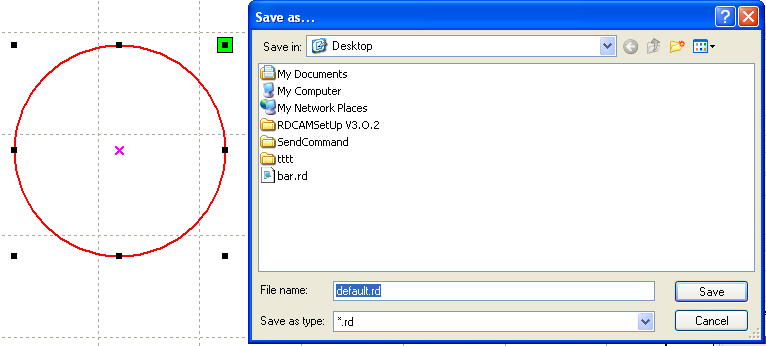 Save as...
Save in: Desktop
My Documents
My Computer
My Network Places
RDCAMSetUp V3.0.2
SendCommand
tttt
bar.rd
File name: default.rd Save
Save as type: *.rd Cancel